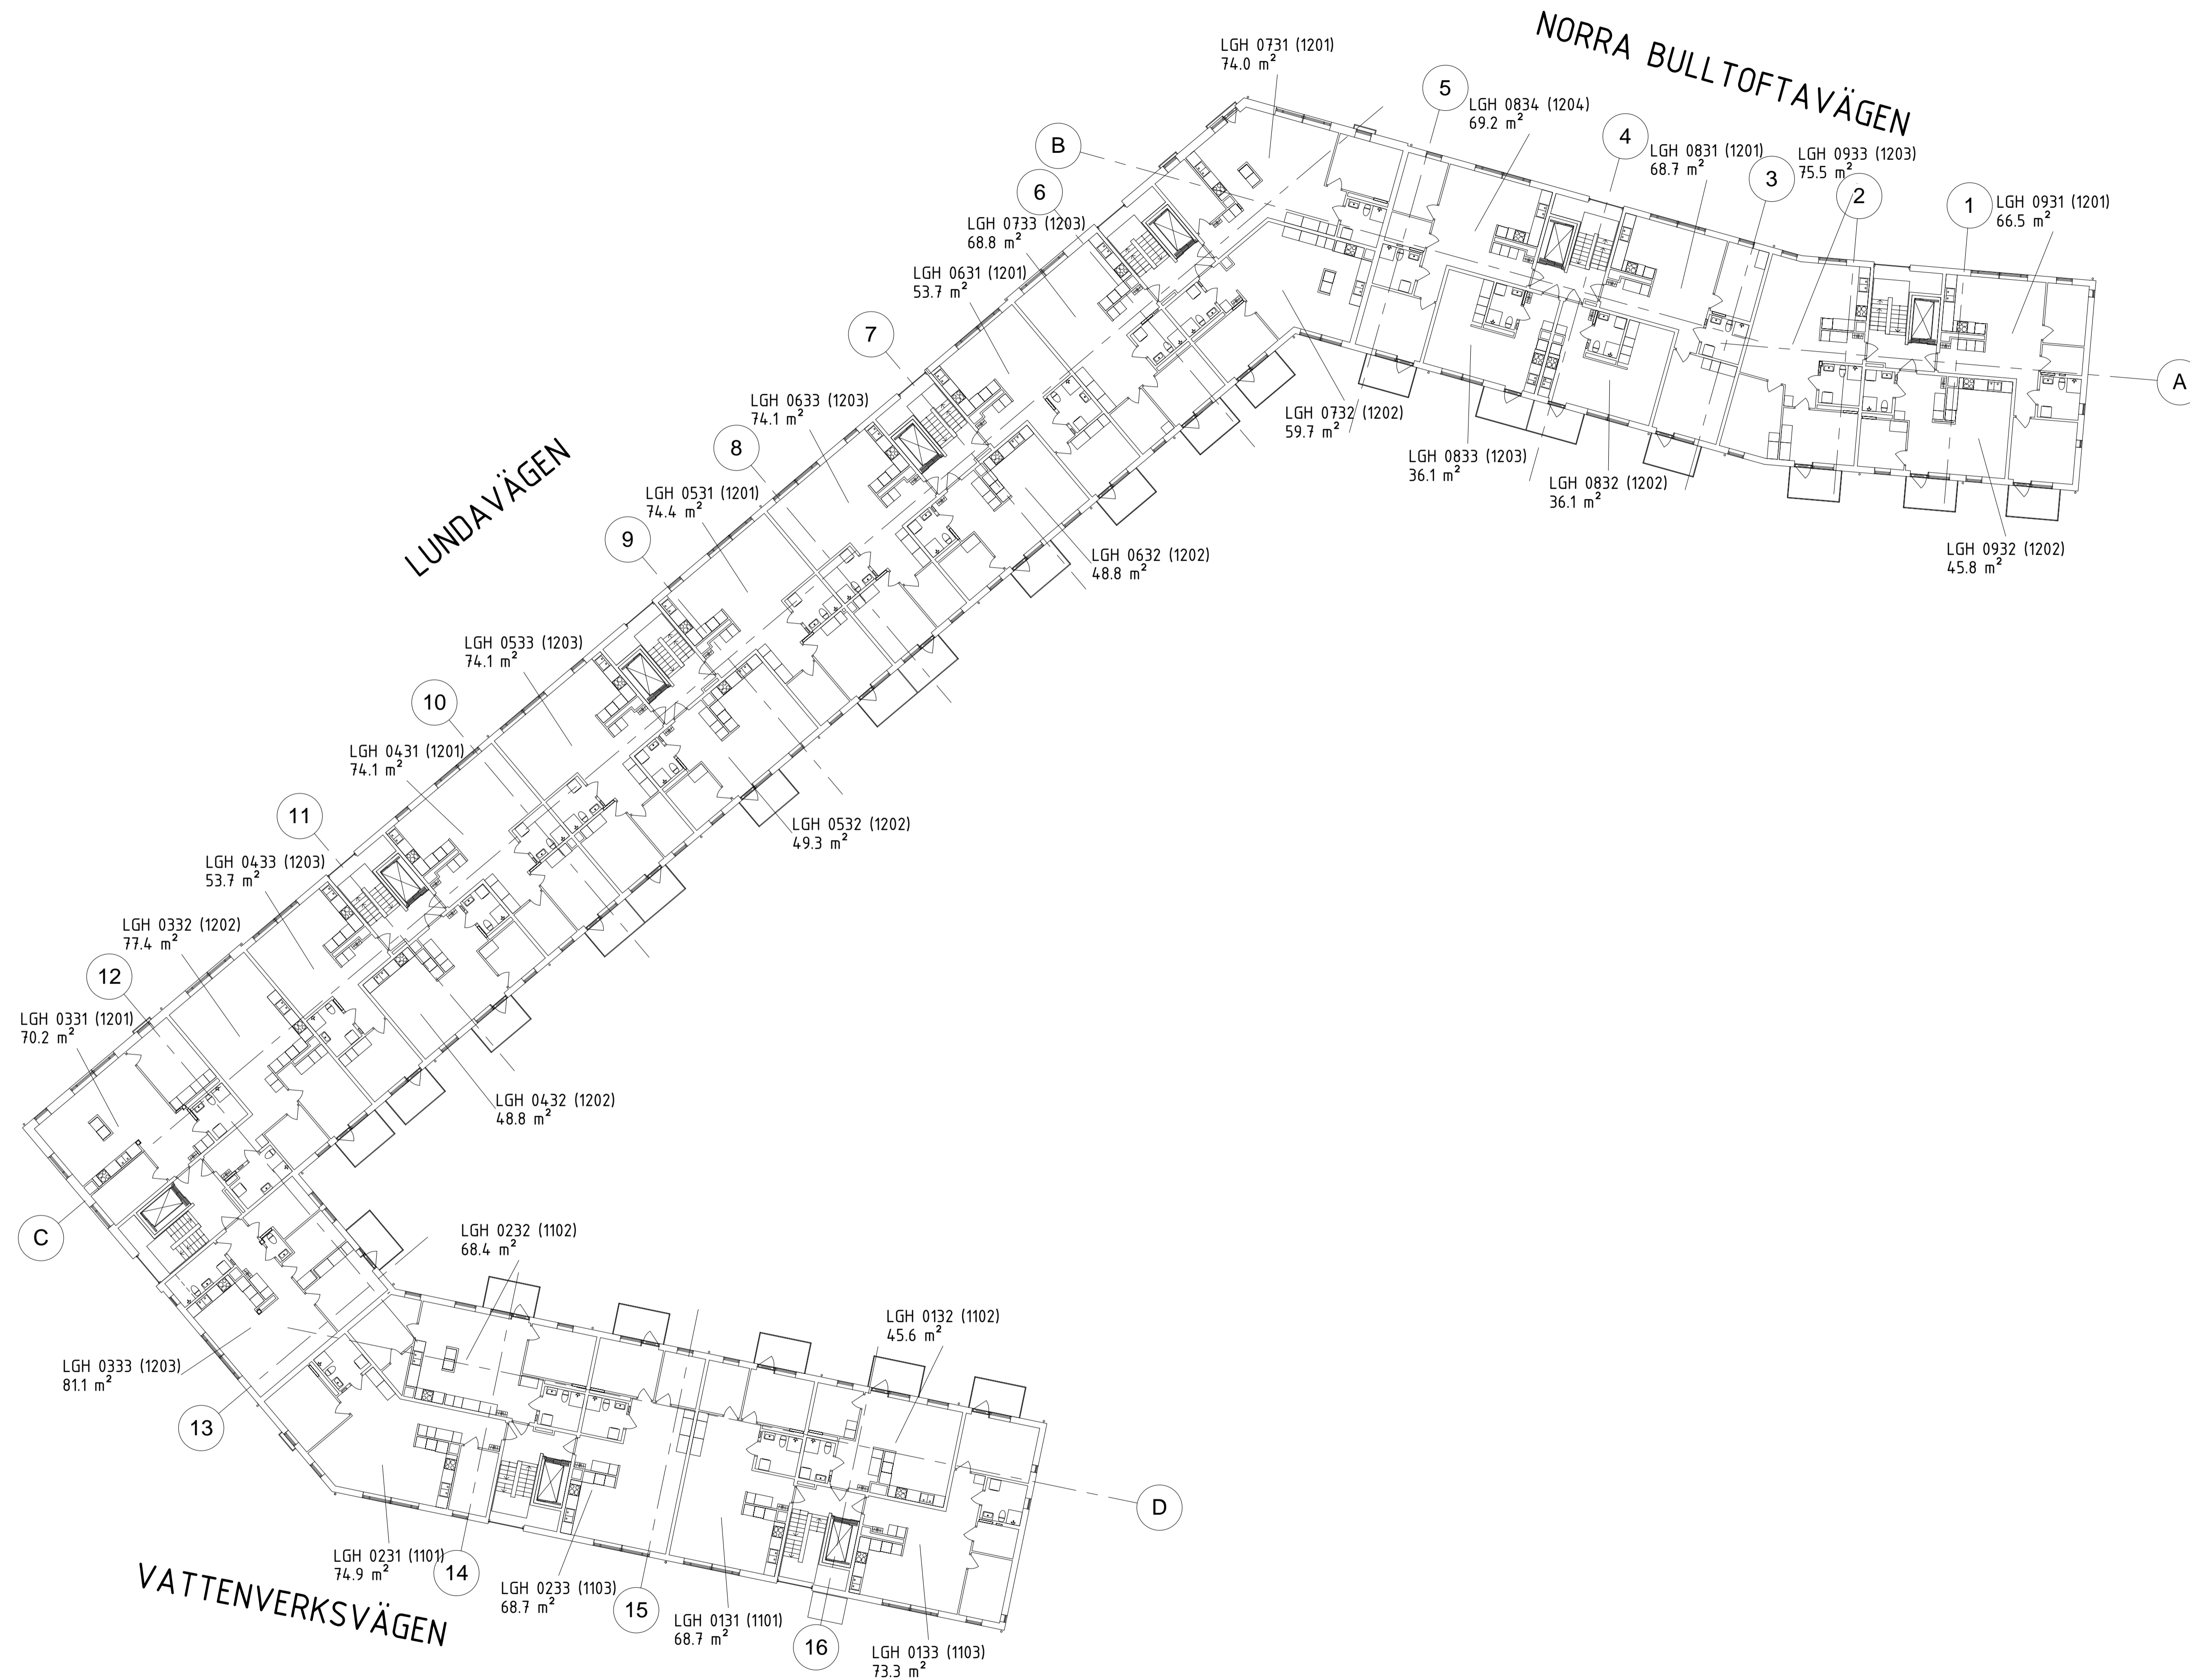 NORRA BULLTOFTAVÄGEN
LGH 0731 (1201)
74.0 m²
5
LGH 0834 (1204)
69.2 m²
4
B
LGH 0831 (1201)
68.7 m²
LGH 0933 (1203)
75.5 m²
3
2
1
LGH 0931 (1201)
66.5 m²
6
LGH 0733 (1203)
68.8 m²
LGH 0631 (1201)
53.7 m²
7
A
LGH 0633 (1203)
74.1 m²
LGH 0732 (1202)
59.7 m²
8
LUNDAVÄGEN
LGH 0833 (1203)
36.1 m²
LGH 0832 (1202)
36.1 m²
LGH 0531 (1201)
74.4 m²
9
LGH 0632 (1202)
48.8 m²
LGH 0932 (1202)
45.8 m²
LGH 0533 (1203)
74.1 m²
10
LGH 0431 (1201)
74.1 m²
11
LGH 0532 (1202)
49.3 m²
LGH 0433 (1203)
53.7 m²
LGH 0332 (1202)
77.4 m²
12
LGH 0331 (1201)
70.2 m²
LGH 0432 (1202)
48.8 m²
C
LGH 0232 (1102)
68.4 m²
LGH 0132 (1102)
45.6 m²
LGH 0333 (1203)
81.1 m²
13
D
LGH 0231 (1101)
74.9 m²
14
VATTENVERKSVÄGEN
LGH 0233 (1103)
68.7 m²
15
LGH 0131 (1101)
68.7 m²
16
LGH 0133 (1103)
73.3 m²